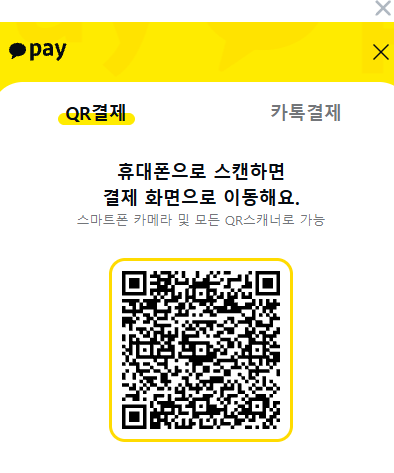 pay
QR결제
카톡결제
휴대폰으로 스캔하면
결제 화면으로 이동해요.
스마트폰 카메라 및 모든 QR스캐너로 가능